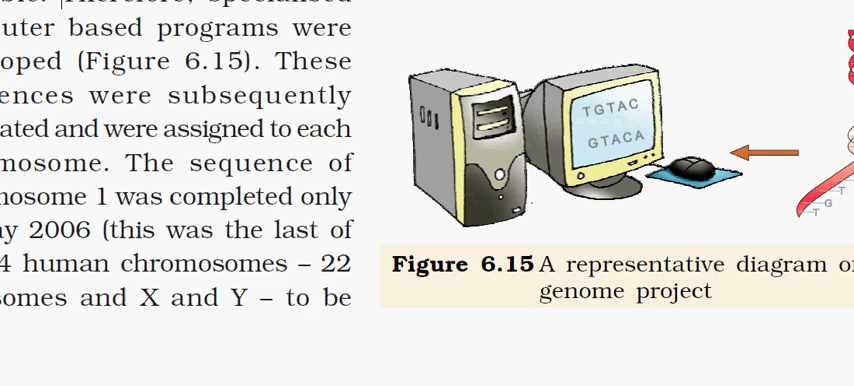 uter based programs were
oped (Figure 6.15). These
ences were subsequently
ated and were assigned to each
mosome. The sequence of
mosome 1 was completed only
ay 2006 (this was the last of
4 human chromosomes – 22
somes and X and Y – to be
TGTAC
GTACA
T G T
Figure 6.15 A representative diagram of
genome project